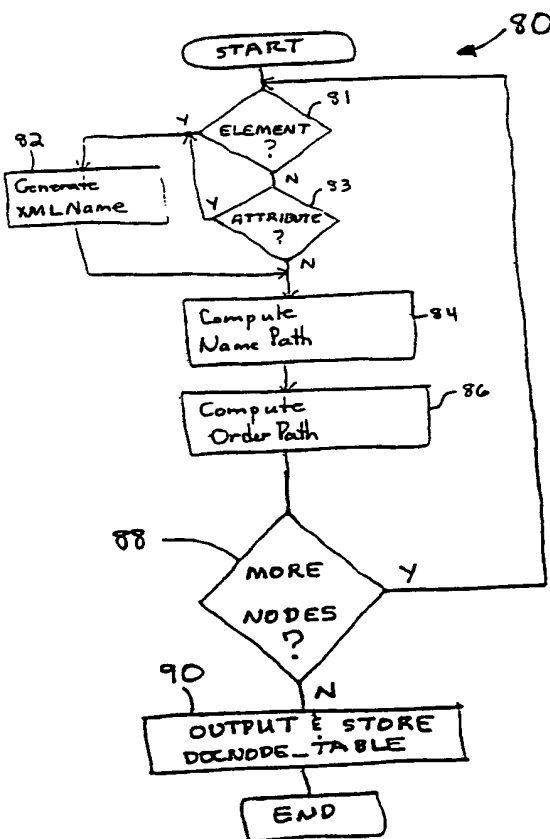 80
START
81
ELEMENT
?
Y
N
82
Generate
XMLName
83
ATTRIBUTE
?
Y
N
Compute
Name Path
84
Compute
Order Path
86
88
MORE
NODES
?
Y
N
90
OUTPUT & STORE
DOCNODE_TABLE
END